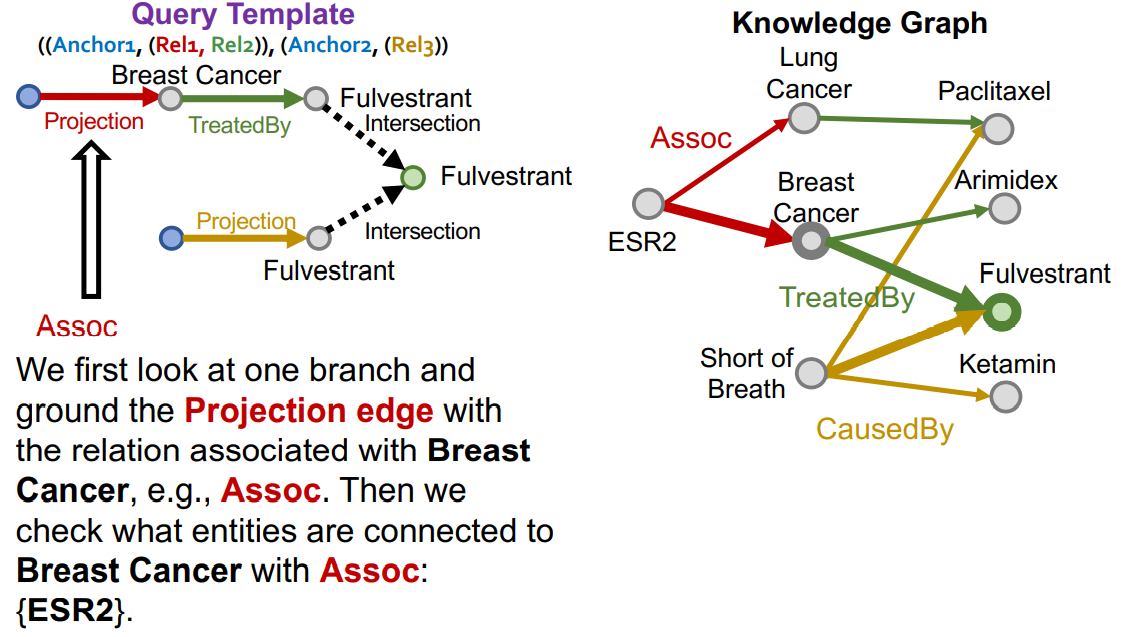 Query Template
((Anchor1, (Rel1, Rel2)), (Anchor2, (Rel3))
Breast Cancer
Fulvestrant
Projection
TreatedBy
Intersection
Fulvestrant
Projection
Intersection
Fulvestrant
Assoc
We first look at one branch and
ground the Projection edge with
the relation associated with Breast
Cancer, e.g., Assoc. Then we
check what entities are connected to
Breast Cancer with Assoc:
{ESR2}.
Knowledge Graph
Lung
Cancer
Paclitaxel
Assoc
Breast
Cancer
Arimidex
ESR2
Fulvestrant
TreatedBy
Short of
Breath
Ketamin
CausedBy